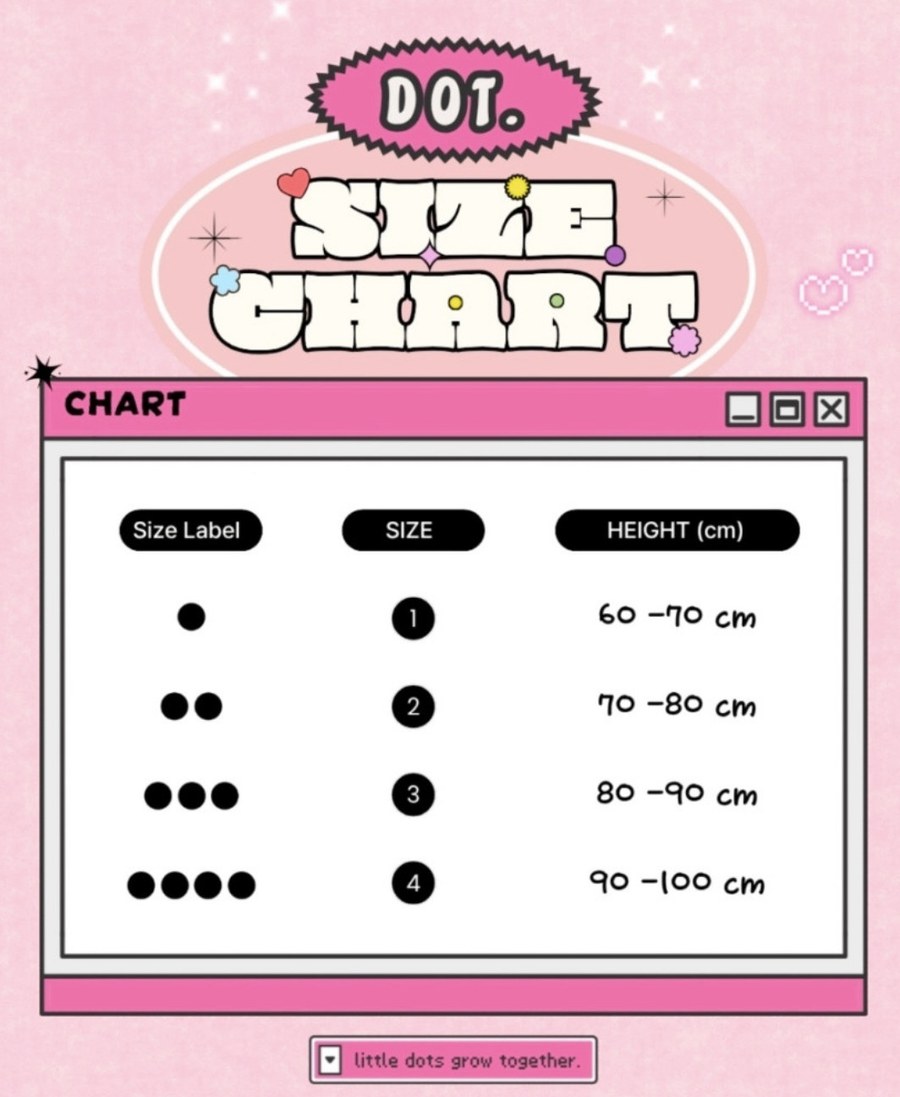 DOT.
SIZE
CHART
CHART
Size Label SIZE HEIGHT (cm)
1 60 -70 cm
2 70 -80 cm
3 80 -90 cm
4 90 -100 cm
little dots grow together.